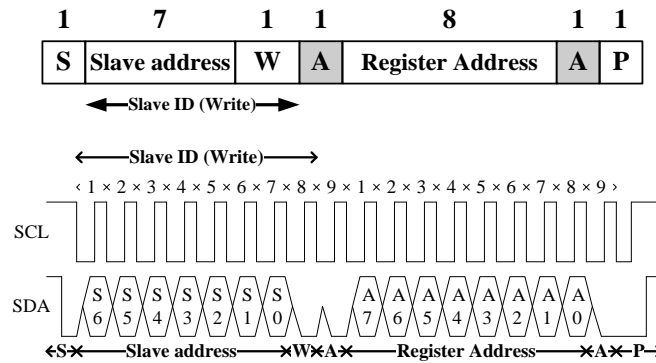 1 7 1 1 8 1 1
S Slave address W A Register Address A P
Slave ID (Write)
Slave ID (Write)
1 2 3 4 5 6 7 8 9 1 2 3 4 5 6 7 8 9
SCL
SDA S6 S5 S4 S3 S2 S1 S0 A7 A6 A5 A4 A3 A2 A1 A0
S Slave address W A Register Address A P